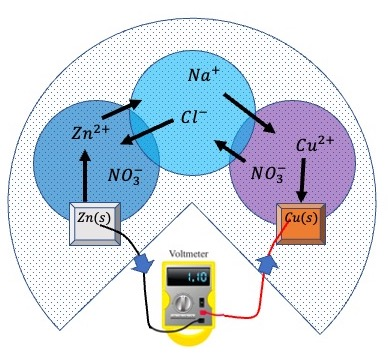 Na⁺
Cl⁻
Zn²⁺
Cu²⁺
NO₃⁻
NO₃⁻
Zn(s)
Cu(s)
Voltmeter
1.10